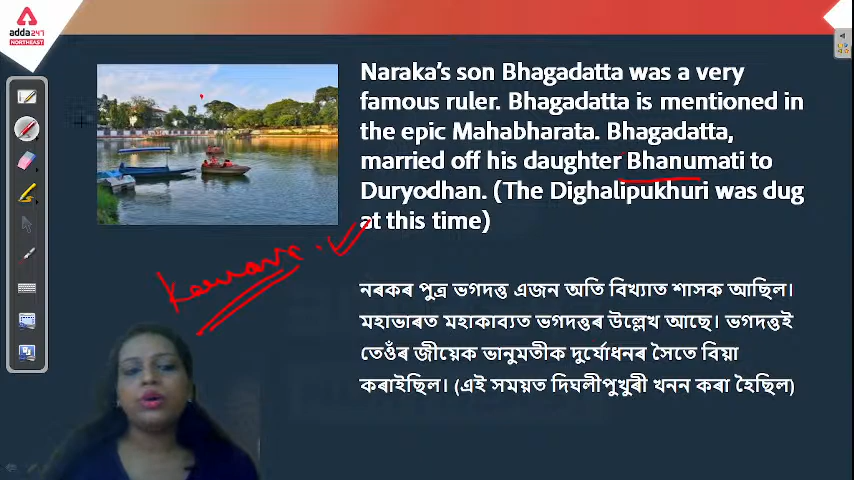 adda247
NORTHEAST
Naraka's son Bhagadatta was a very
famous ruler. Bhagadatta is mentioned in
the epic Mahabharata. Bhagadatta,
married off his daughter Bhanumati to
Duryodhan. (The Dighalipukhuri was dug
at this time)
Kaurava.
নৰকৰ পুত্ৰ ভগদত্ত এজন অতি বিখ্যাত শাসক আছিল।
মহাভাৰত মহাকাব্যত ভগদত্তৰ উল্লেখ আছে। ভগদত্তই
তেওঁৰ জীয়েক ভানুমতীক দুৰ্যোধনৰ সৈতে বিয়া
কৰাইছিল। (এই সময়ত দিঘলীপুখুৰী খনন কৰা হৈছিল)